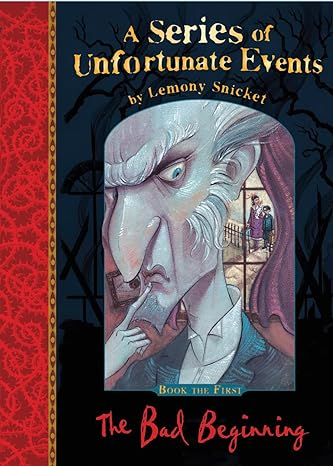 A Series of
Unfortunate Events
by Lemony Snicket
Book the First
The Bad Beginning